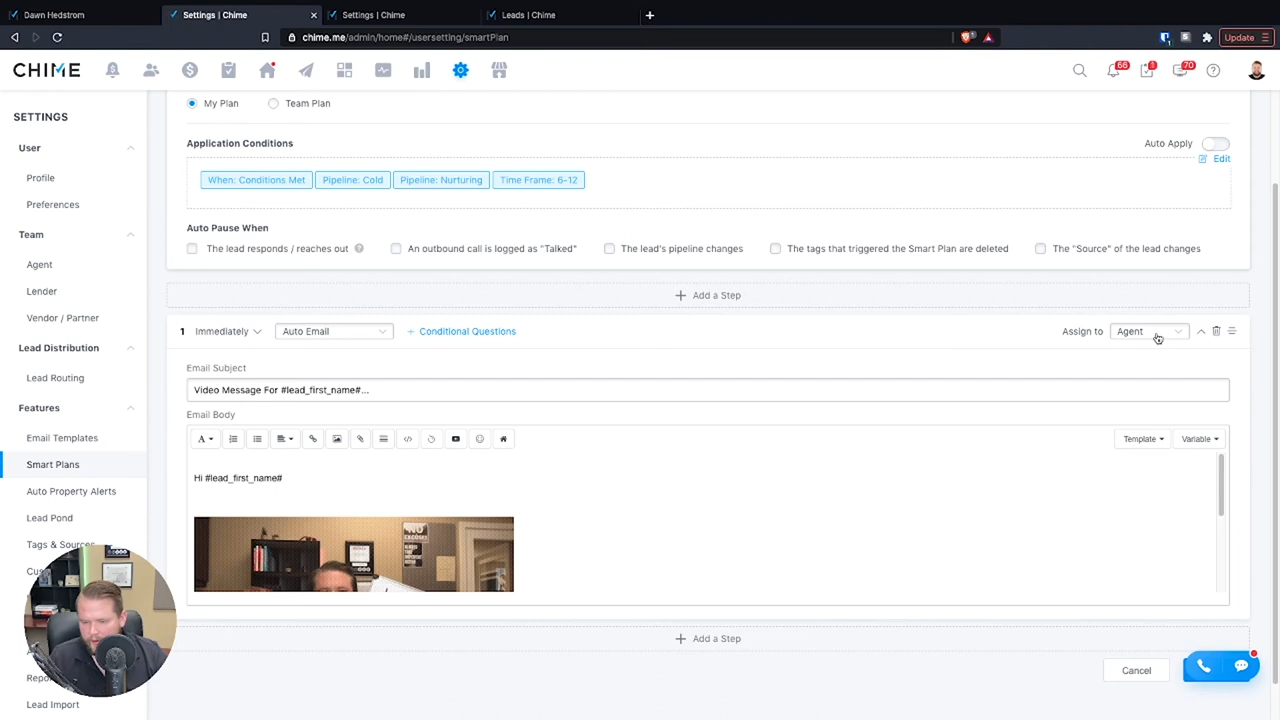 Dawn Hedstrom
Settings | Chime
Settings | Chime
Leads | Chime
chime.me/admin/home#/usersetting/smartPlan
Update
CHIME
66
1
70
SETTINGS
User
Profile
Preferences
Team
Agent
Lender
Vendor / Partner
Lead Distribution
Lead Routing
Features
Email Templates
Smart Plans
Auto Property Alerts
Lead Pond
Tags & Sources
Lead Import
My Plan
Team Plan
Application Conditions
Auto Apply
Edit
When: Conditions Met
Pipeline: Cold
Pipeline: Nurturing
Time Frame: 6-12
Auto Pause When
The lead responds / reaches out
An outbound call is logged as "Talked"
The lead's pipeline changes
The tags that triggered the Smart Plan are deleted
The "Source" of the lead changes
Add a Step
1 Immediately
Auto Email
Conditional Questions
Assign to
Agent
Email Subject
Video Message For #lead_first_name#...
Email Body
Template
Variable
Hi #lead_first_name#
NO
EXCUSES
Add a Step
Cancel